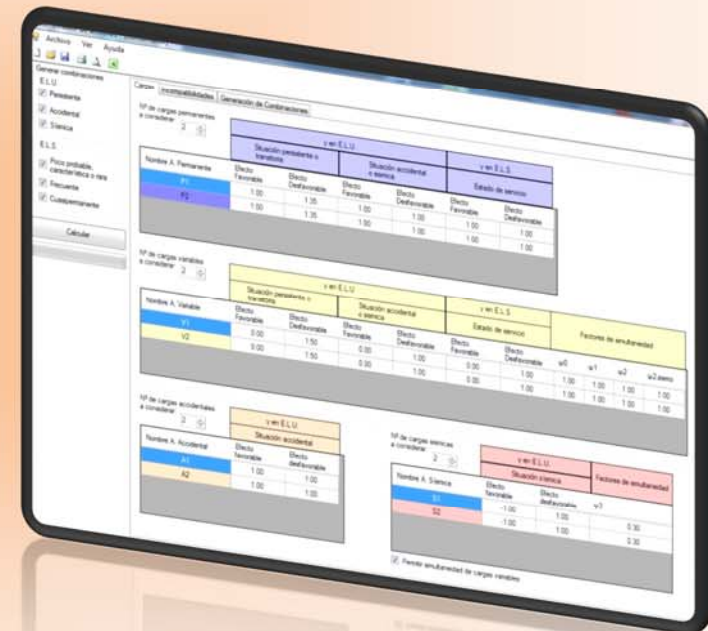 Archivo Ver Ayuda
Generar combinaciones
E.L.U.
Persistente
Accidental
Sísmica
E.L.S.
Poco probable,
característica o rara
Frecuente
Cuasipermanente
Calcular
Cargas Incompatibilidades Generación de Combinaciones
Nº de cargas permanentes
a considerar: 2
γ en E.L.U. γ en E.L.S.
Situación persistente o
transitoria Situación accidental
o sísmica Estado de servicio
Nombre A. Permanente Efecto
Favorable Efecto
Desfavorable Efecto
Favorable Efecto
Desfavorable Efecto
Favorable Efecto
Desfavorable
P1 1.00 1.35 1.00 1.00 1.00 1.00
P2 1.00 1.35 1.00 1.00 1.00 1.00
Nº de cargas variables
a considerar: 2
γ en E.L.U. γ en E.L.S. Factores de simultaneidad
Situación persistente o
transitoria Situación accidental
o sísmica Estado de servicio
Nombre A. Variable Efecto
Favorable Efecto
Desfavorable Efecto
Favorable Efecto
Desfavorable Efecto
Favorable Efecto
Desfavorable ψ0 ψ1 ψ2 ψ2 sismo
V1 0.00 1.50 0.00 1.00 0.00 1.00 1.00 1.00 1.00 1.00
V2 0.00 1.50 0.00 1.00 0.00 1.00 1.00 1.00 1.00 1.00
Nº de cargas accidentales
a considerar: 2
γ en E.L.U.
Situación accidental
Nombre A. Accidental Efecto
favorable Efecto
desfavorable
A1 1.00 1.00
A2 1.00 1.00
Nº de cargas sísmicas
a considerar: 2
γ en E.L.U. Factores de simultaneidad
Situación sísmica
Nombre A. Sísmica Efecto
favorable Efecto
desfavorable
S1 -1.00 1.00 0.30
S2 -1.00 1.00 0.30
Permitir simultaneidad de cargas variables